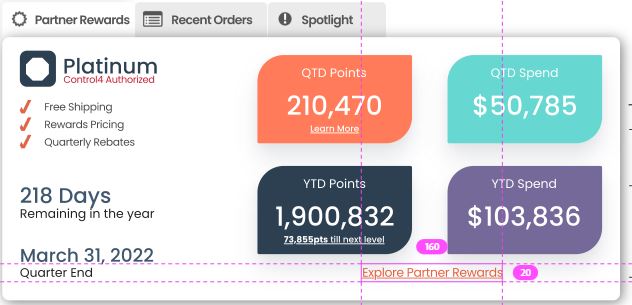 Partner Rewards
Recent Orders
Spotlight
Platinum
Control4 Authorized
Free Shipping
Rewards Pricing
Quarterly Rebates
218 Days
Remaining in the year
March 31, 2022
Quarter End
QTD Points
210,470
Learn More
QTD Spend
$50,785
YTD Points
1,900,832
73,855pts till next level
YTD Spend
$103,836
160
Explore Partner Rewards
20